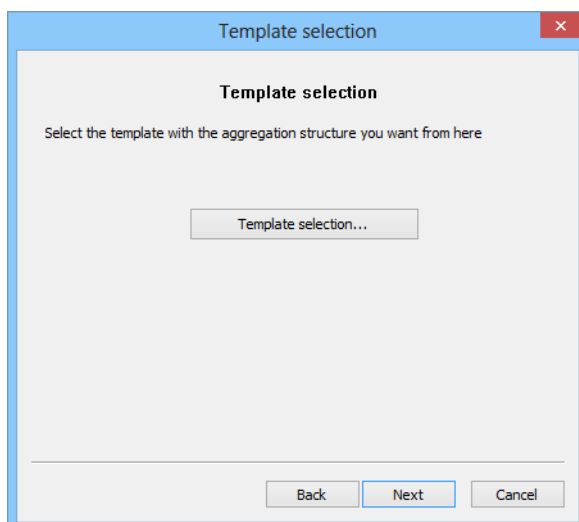 Template selection
Template selection
Select the template with the aggregation structure you want from here
Template selection...
Back Next Cancel